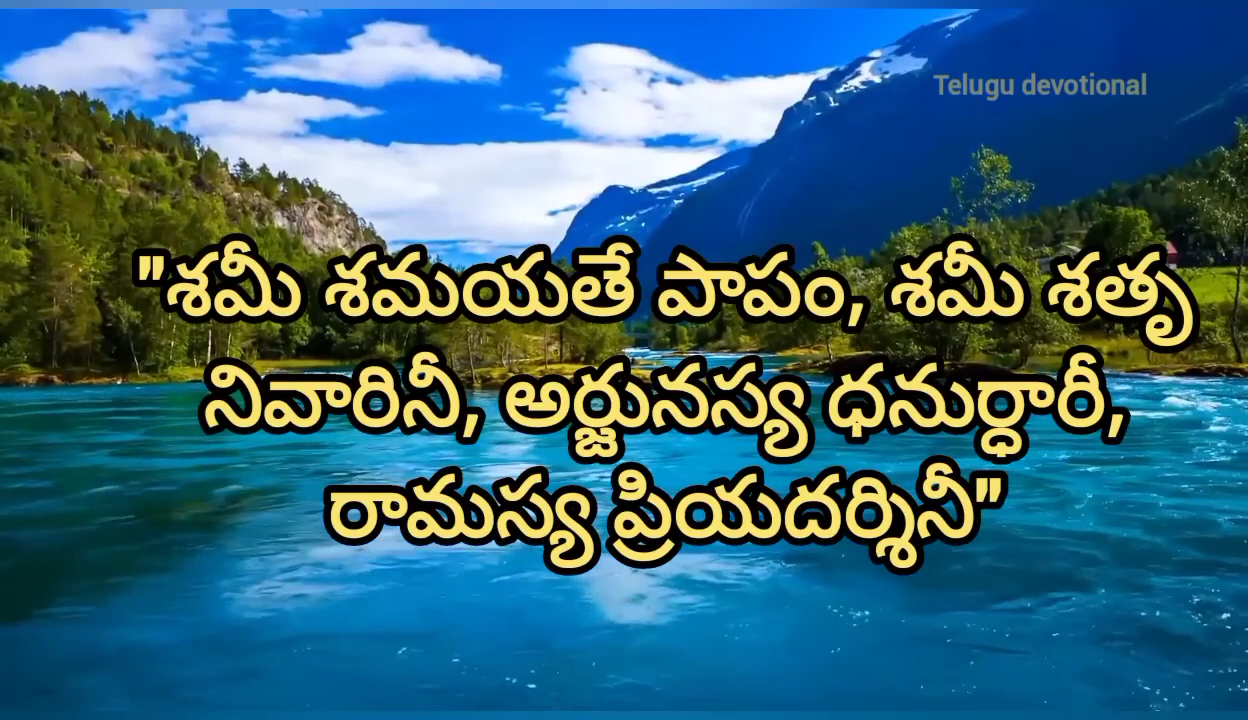 Telugu devotional
"శమీ శమయతే పాపం, శమీ శతృ
నివారినీ, అర్జునస్య ధనుర్ధారీ,
రామస్య ప్రియదర్శినీ"